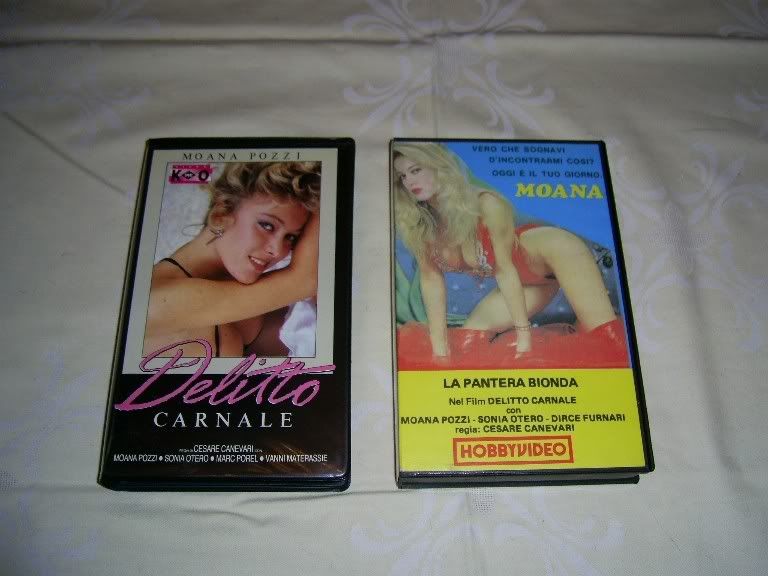 MOANA POZZI
K O
Delitto
CARNALE
CESARE CANEVARI
MOANA POZZI • SONIA OTERO • MARC POREL • VANNI MATERASSIE
VERO CHE SOGNAVI
D'INCONTRARMI COSI?
OGGI È IL TUO GIORNO.
MOANA
LA PANTERA BIONDA
Nel Film DELITTO CARNALE
con
MOANA POZZI - SONIA OTERO - DIRCE FURNARI
regia: CESARE CANEVARI
HOBBYVIDEO